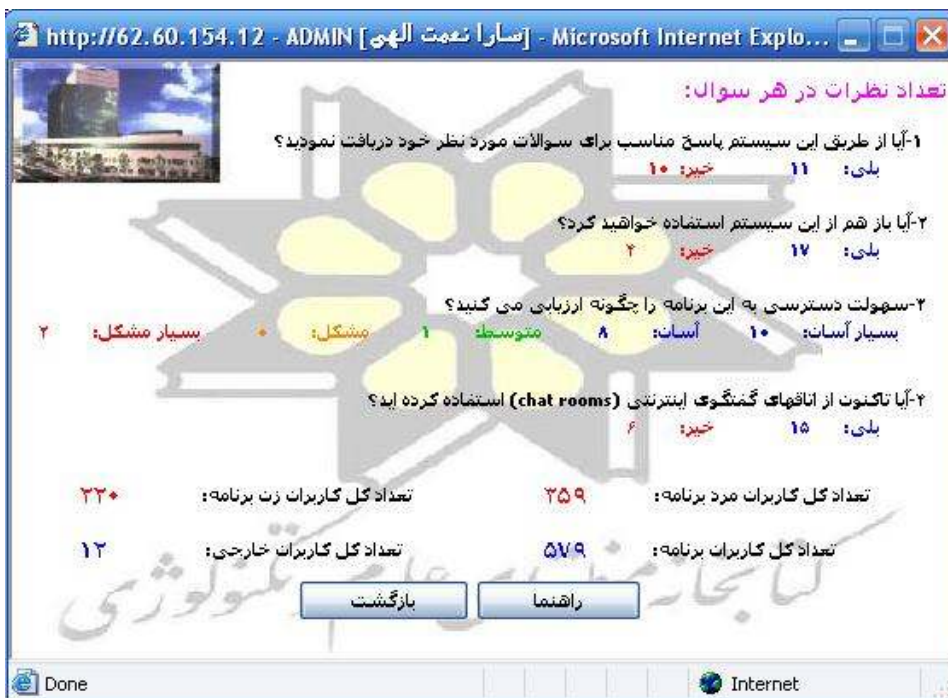 http://62.60.154.12 - ADMIN [سارا نعمت الهی] - Microsoft Internet Explo...
تعداد نظرات در هر سوال:
۱-آیا از طریق این سیستم پاسخ مناسب برای سوالات مورد نظر خود دریافت نمودید؟
بلی: ۱۱ خیر: ۱۰
۲-آیا باز هم از این سیستم استفاده خواهید کرد؟
بلی: ۱۷ خیر: ۴
۳-سهولت دسترسی به این برنامه را چگونه ارزیابی می کنید؟
بسیار آسان: ۱۰ آسان: ۸ متوسط: ۱ مشکل: ۰ بسیار مشکل: ۲
۴-آیا تاکنون از اتاقهای گفتگوی اینترنتی (chat rooms) استفاده کرده اید؟
بلی: ۱۵ خیر: ۶
تعداد کل کاربران مرد برنامه: ۳۵۹ تعداد کل کاربران زن برنامه: ۲۲۰
تعداد کل کاربران برنامه: ۵۷۹ تعداد کل کاربران خارجی: ۱۲
راهنما بازگشت
Done Internet